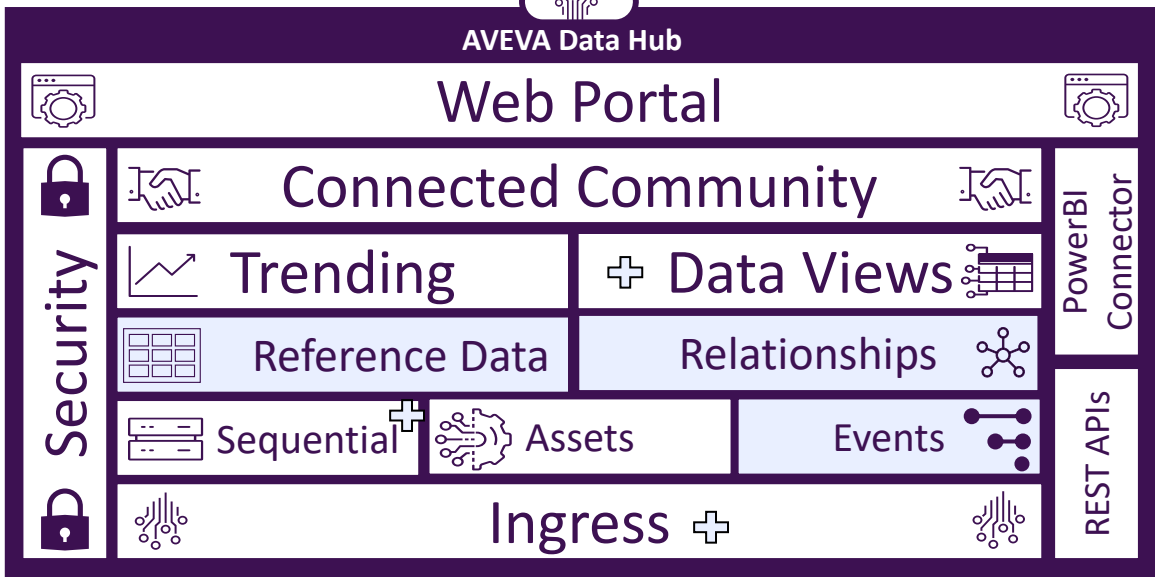 AVEVA Data Hub
Web Portal
Security
Connected Community
PowerBI
Connector
Trending
Data Views
Reference Data
Relationships
Sequential
Assets
Events
REST APIs
Ingress